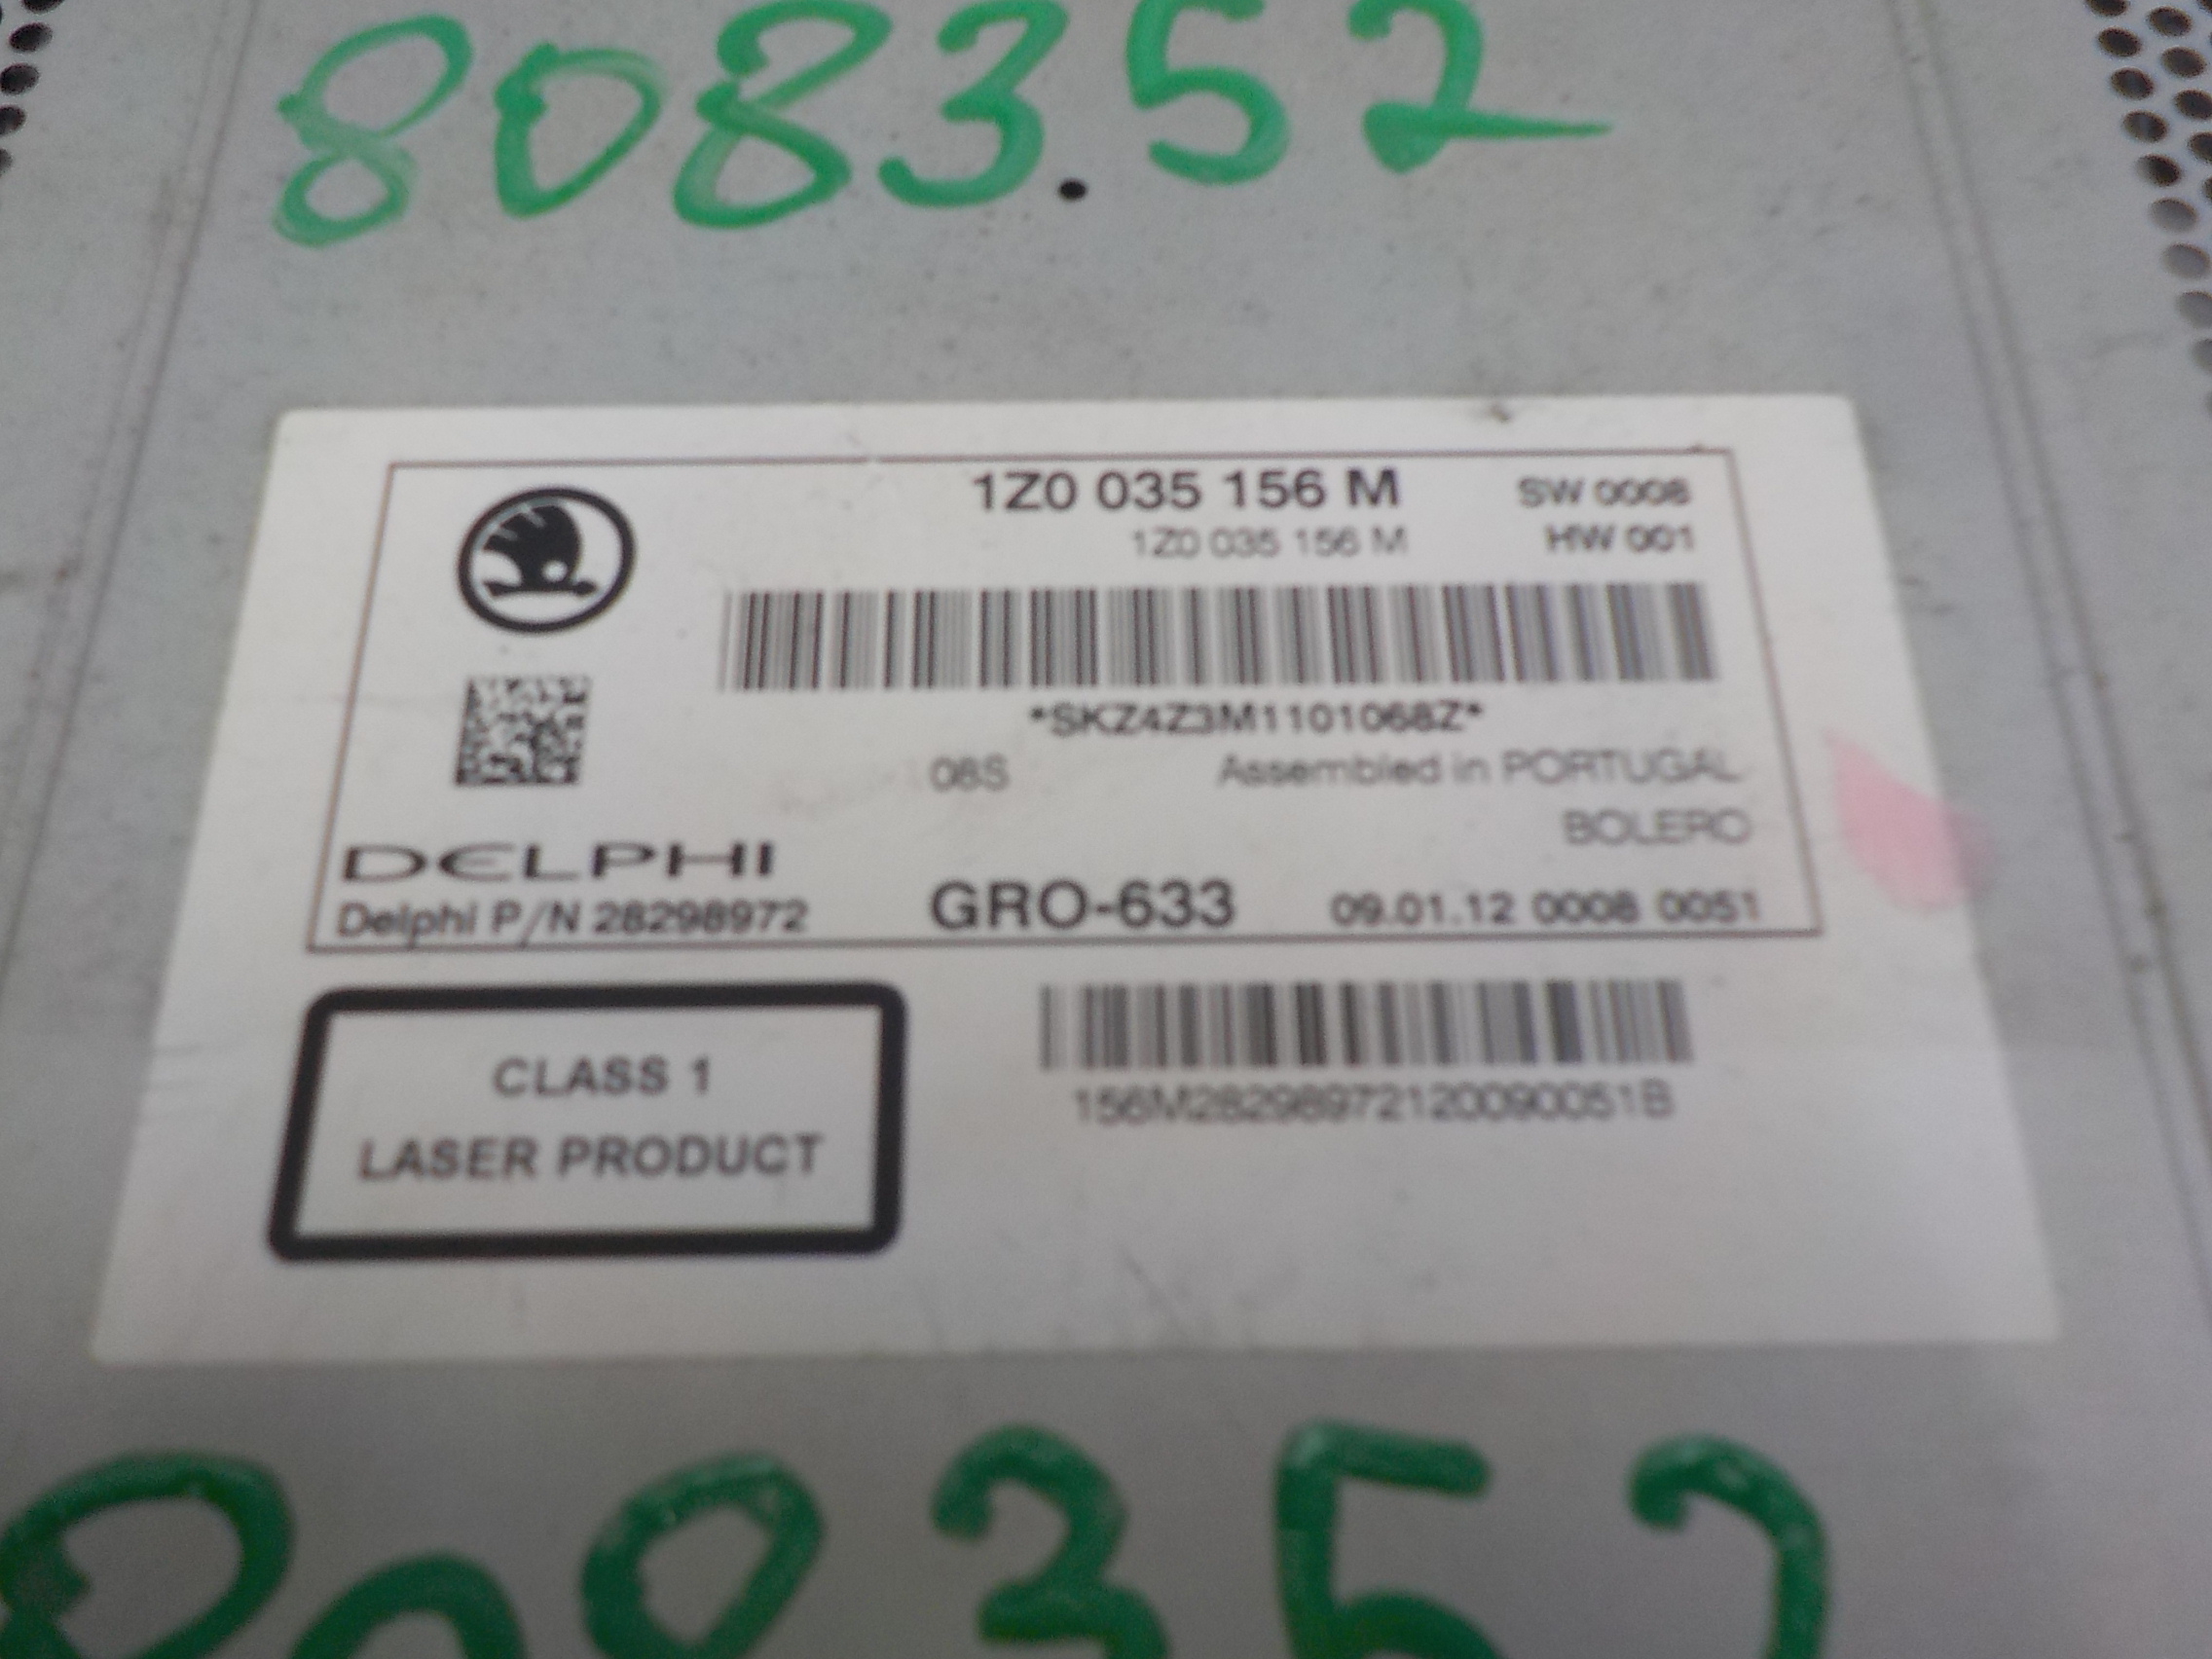 808352
1Z0 035 156 M
SW 0008
1Z0 035 156 M
HW 001
*SKZ4Z3M1101068Z*
08S
Assembled in PORTUGAL
BOLERO
DELPHI
Delphi P/N 28298972
GRO-633
09.01.12 0008 0051
CLASS 1
LASER PRODUCT
156M28298972120090051B
808352